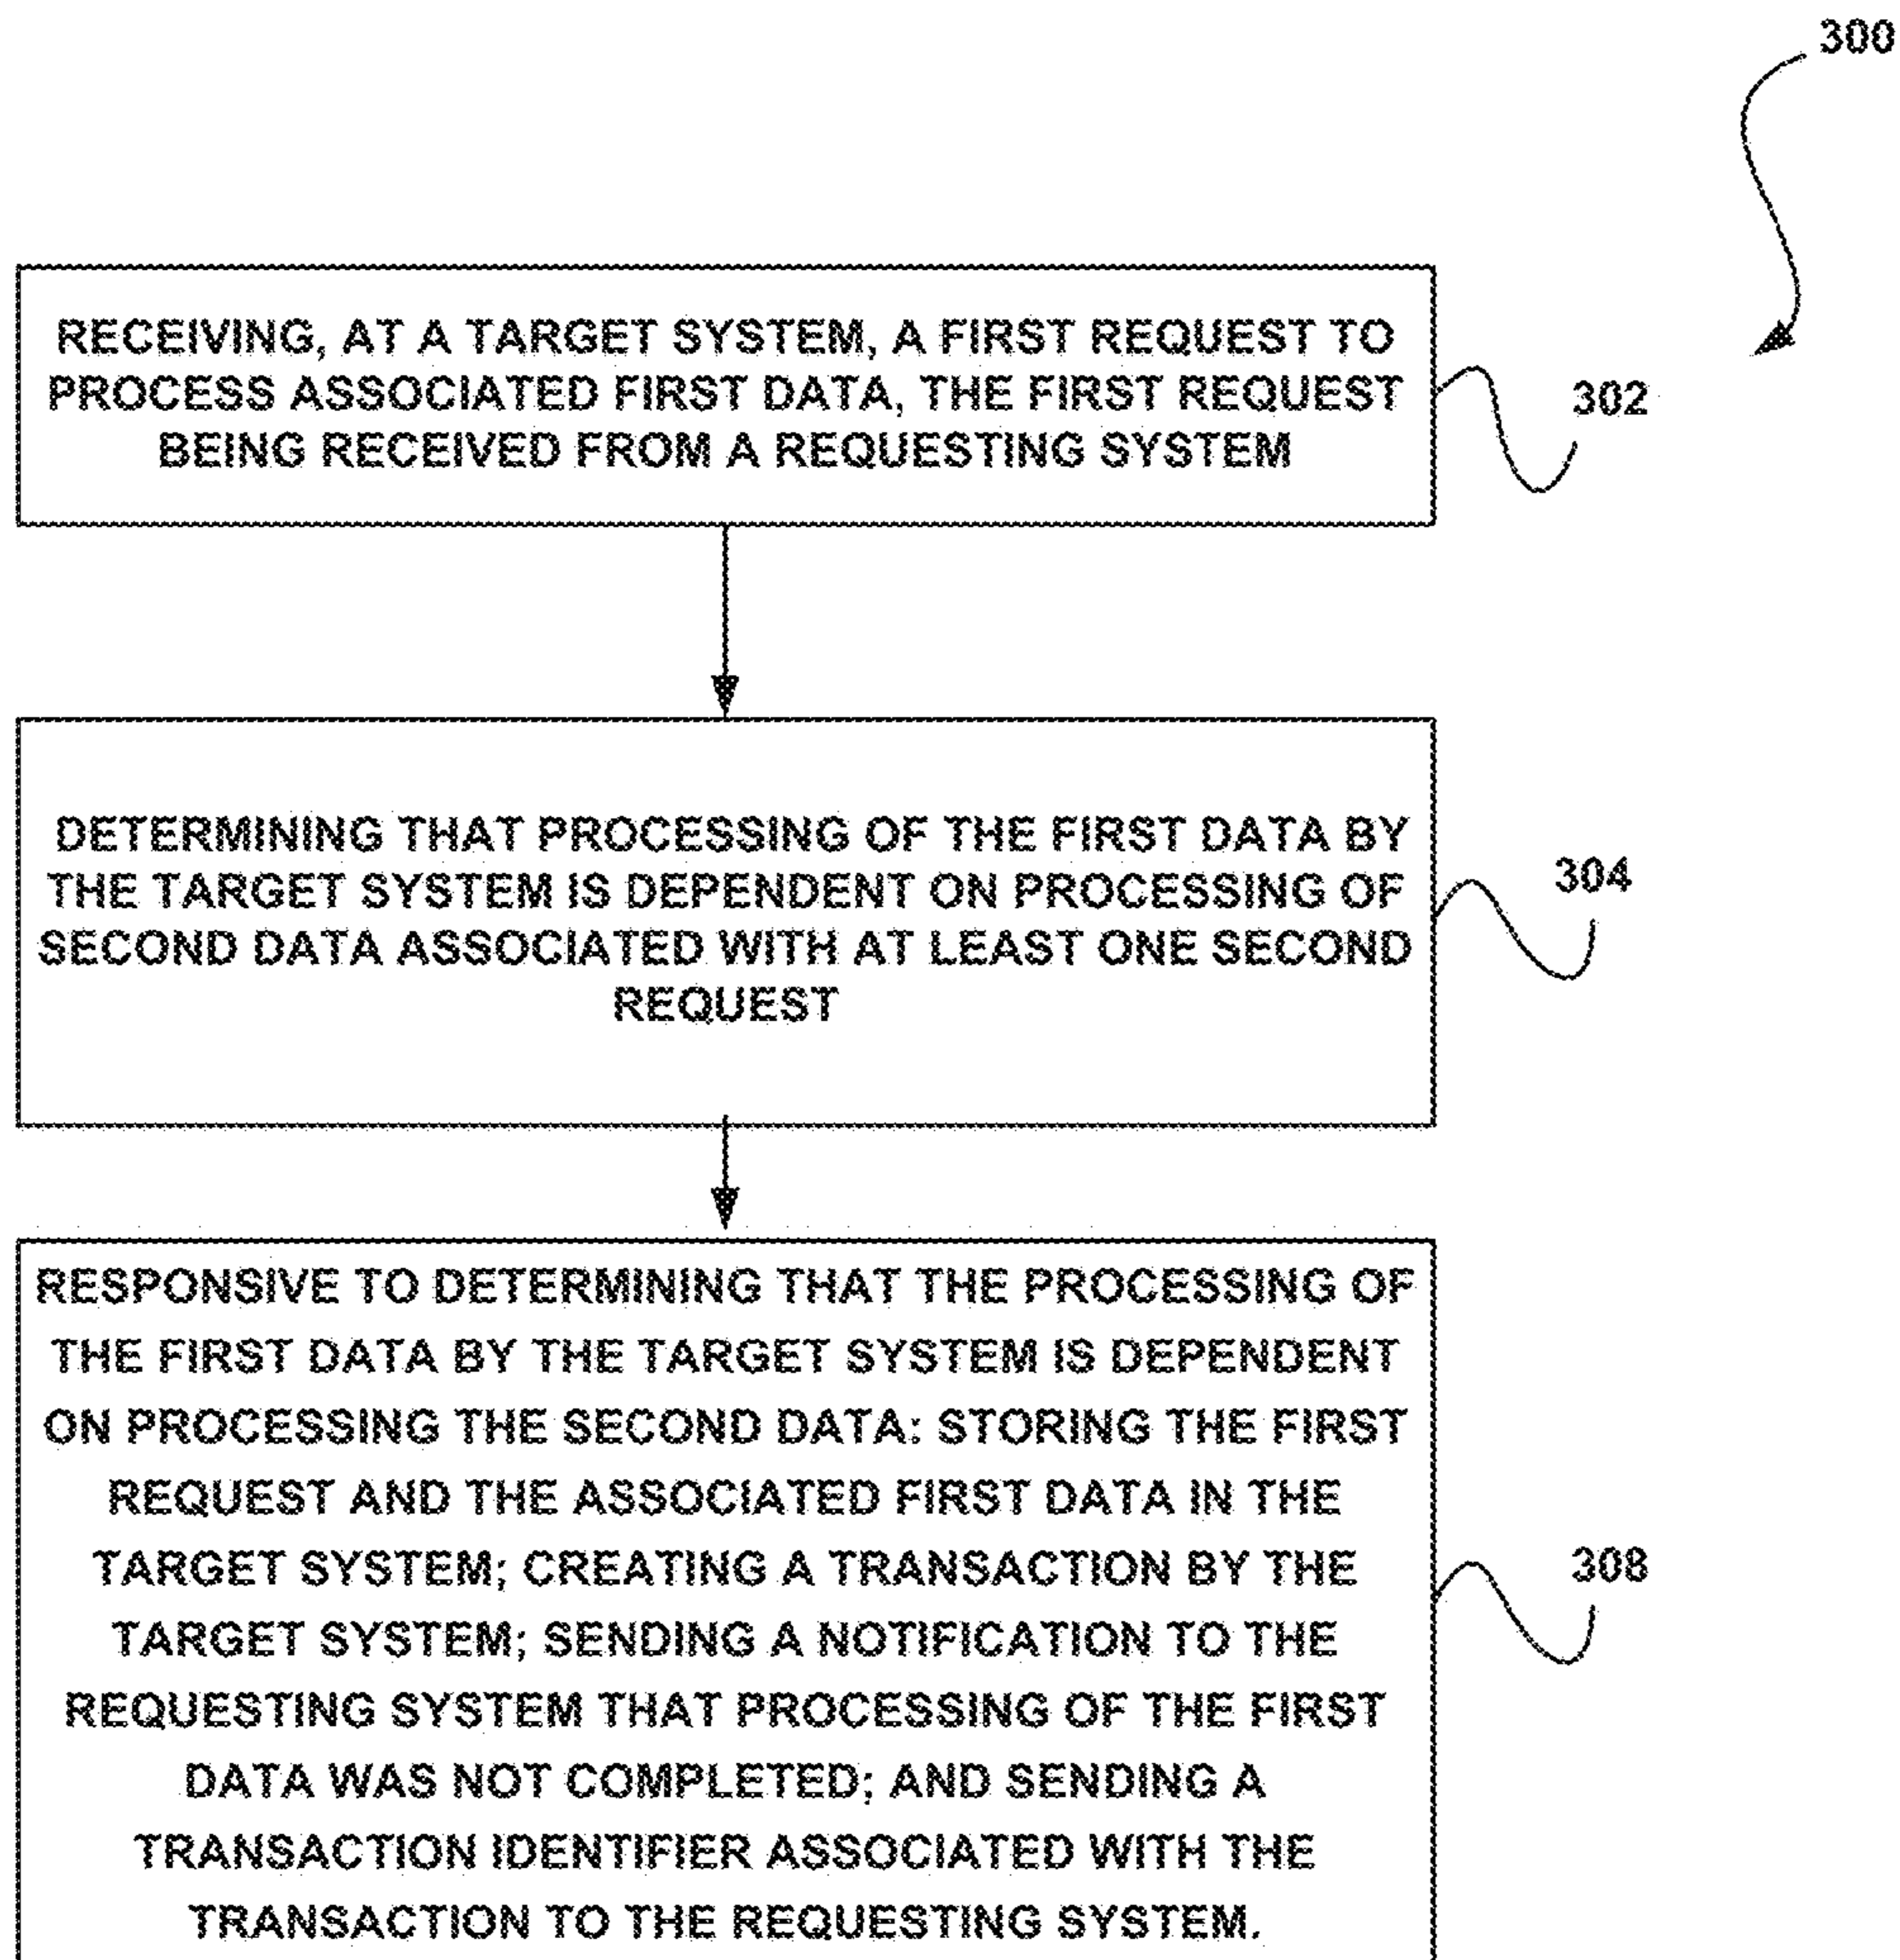 300
RECEIVING, AT A TARGET SYSTEM, A FIRST REQUEST TO
PROCESS ASSOCIATED FIRST DATA, THE FIRST REQUEST
BEING RECEIVED FROM A REQUESTING SYSTEM
302
DETERMINING THAT PROCESSING OF THE FIRST DATA BY
THE TARGET SYSTEM IS DEPENDENT ON PROCESSING OF
SECOND DATA ASSOCIATED WITH AT LEAST ONE SECOND
REQUEST
304
RESPONSIVE TO DETERMINING THAT THE PROCESSING OF
THE FIRST DATA BY THE TARGET SYSTEM IS DEPENDENT
ON PROCESSING THE SECOND DATA: STORING THE FIRST
REQUEST AND THE ASSOCIATED FIRST DATA IN THE
TARGET SYSTEM; CREATING A TRANSACTION BY THE
TARGET SYSTEM; SENDING A NOTIFICATION TO THE
REQUESTING SYSTEM THAT PROCESSING OF THE FIRST
DATA WAS NOT COMPLETED; AND SENDING A
TRANSACTION IDENTIFIER ASSOCIATED WITH THE
TRANSACTION TO THE REQUESTING SYSTEM.
308